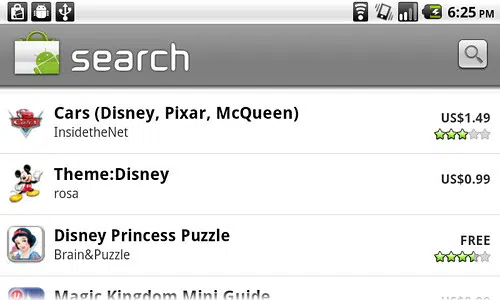 6:25 PM
search
Cars (Disney, Pixar, McQueen)
InsidetheNet
US$1.49
Theme:Disney
rosa
US$0.99
Disney Princess Puzzle
Brain&Puzzle
FREE
Magic Kingdom Mini Guide